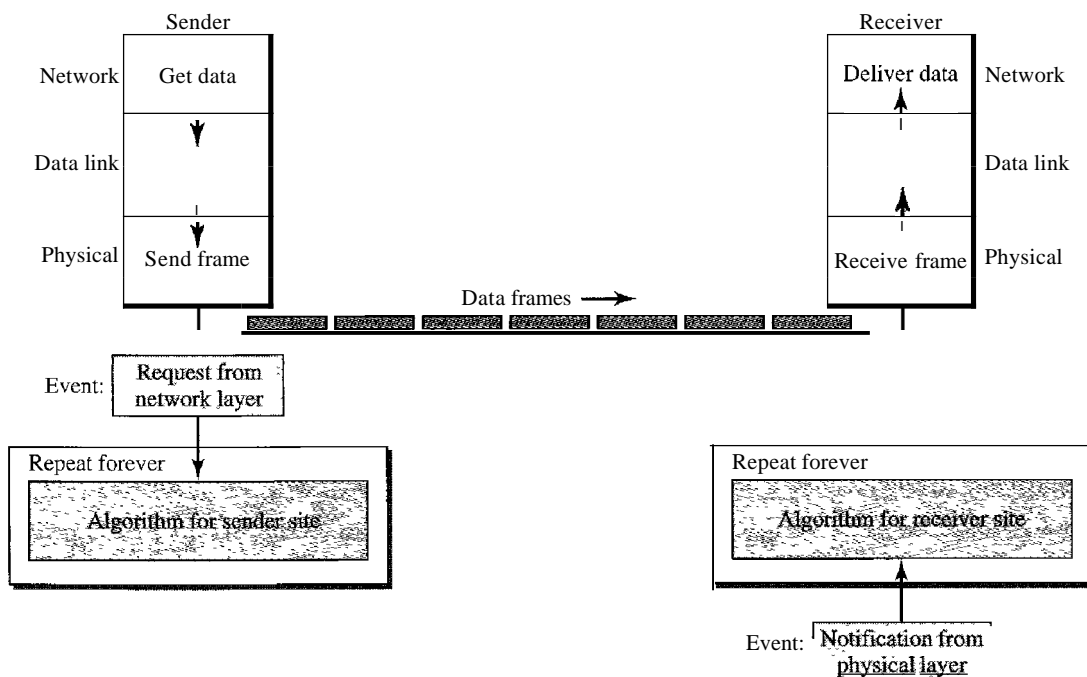 Sender
Receiver
Network
Get data
Deliver data
Network
Data link
Data link
Physical
Send frame
Receive frame
Physical
Data frames
Event:
Request from
network layer
Repeat forever
Algorithm for sender site
Repeat forever
Algorithm for receiver site
Event:
Notification from
physical layer